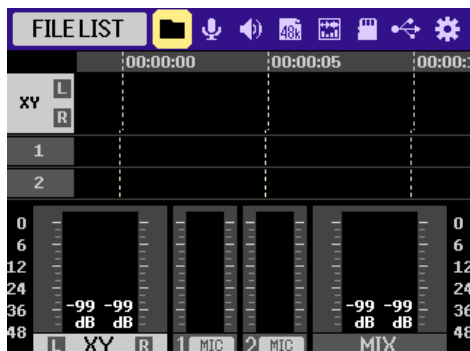 FILE LIST 48k
00:00:00 00:00:05 00:00:
XY L
R
1
2
0 0
6 6
12 12
24 24
36 -99 -99 -99 -99 36
48 dB dB dB dB 48
L XY R 1 MIC 2 MIC MIX